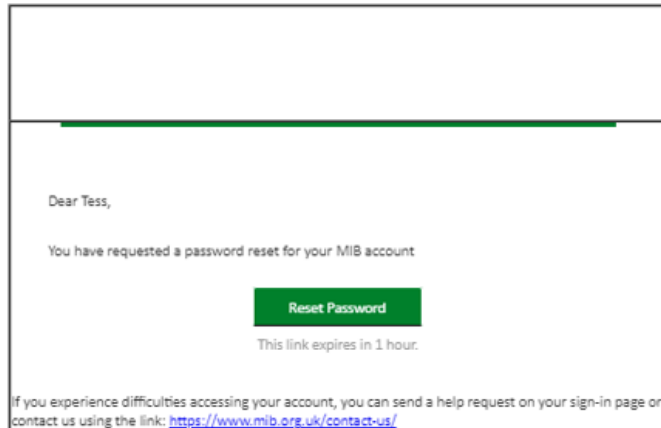 Dear Tess,
You have requested a password reset for your MIB account
Reset Password
This link expires in 1 hour.
If you experience difficulties accessing your account, you can send a help request on your sign-in page or
contact us using the link: https://www.mib.org.uk/contact-us/